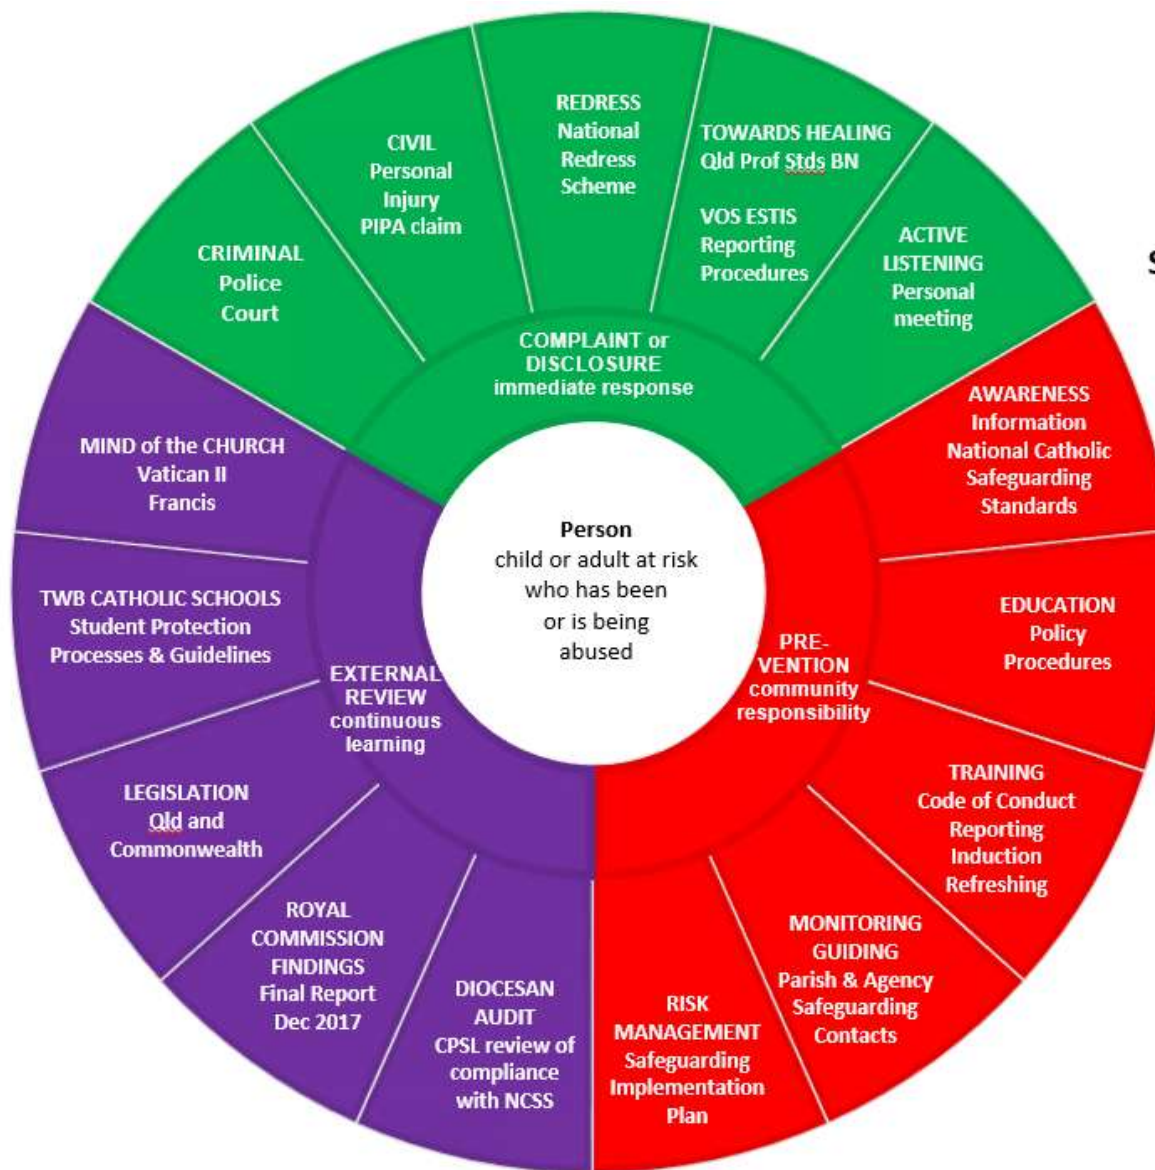 CRIMINAL
Police
Court
CIVIL
Personal
Injury
PIPA claim
REDRESS
National
Redress
Scheme
TOWARDS HEALING
Qld Prof Stds BN
VOS ESTIS
Reporting
Procedures
ACTIVE
LISTENING
Personal
meeting
S
COMPLAINT or
DISCLOSURE
immediate response
AWARENESS
Information
National Catholic
Safeguarding
Standards
EDUCATION
Policy
Procedures
TRAINING
Code of Conduct
Reporting
Induction
Refreshing
MONITORING
GUIDING
Parish & Agency
Safeguarding
Contacts
RISK
MANAGEMENT
Safeguarding
Implementation
Plan
PRE-
VENTION
community
responsibility
Person
child or adult at risk
who has been
or is being
abused
EXTERNAL
REVIEW
continuous
learning
DIOCESAN
AUDIT
CPSL review of
compliance
with NCSS
ROYAL
COMMISSION
FINDINGS
Final Report
Dec 2017
LEGISLATION
Qld and
Commonwealth
TWB CATHOLIC SCHOOLS
Student Protection
Processes & Guidelines
MIND of the CHURCH
Vatican II
Francis